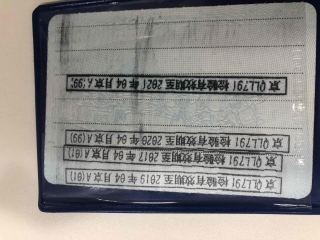 京QLL791 检验有效期至 2019 年 04 月京A(01)
京QLL791 检验有效期至 2017 年 04 月京A(01)
京QLL791 检验有效期至 2020 年 04 月京A(99)
京QLL791 检验有效期至 2021 年 04 月京A(99)